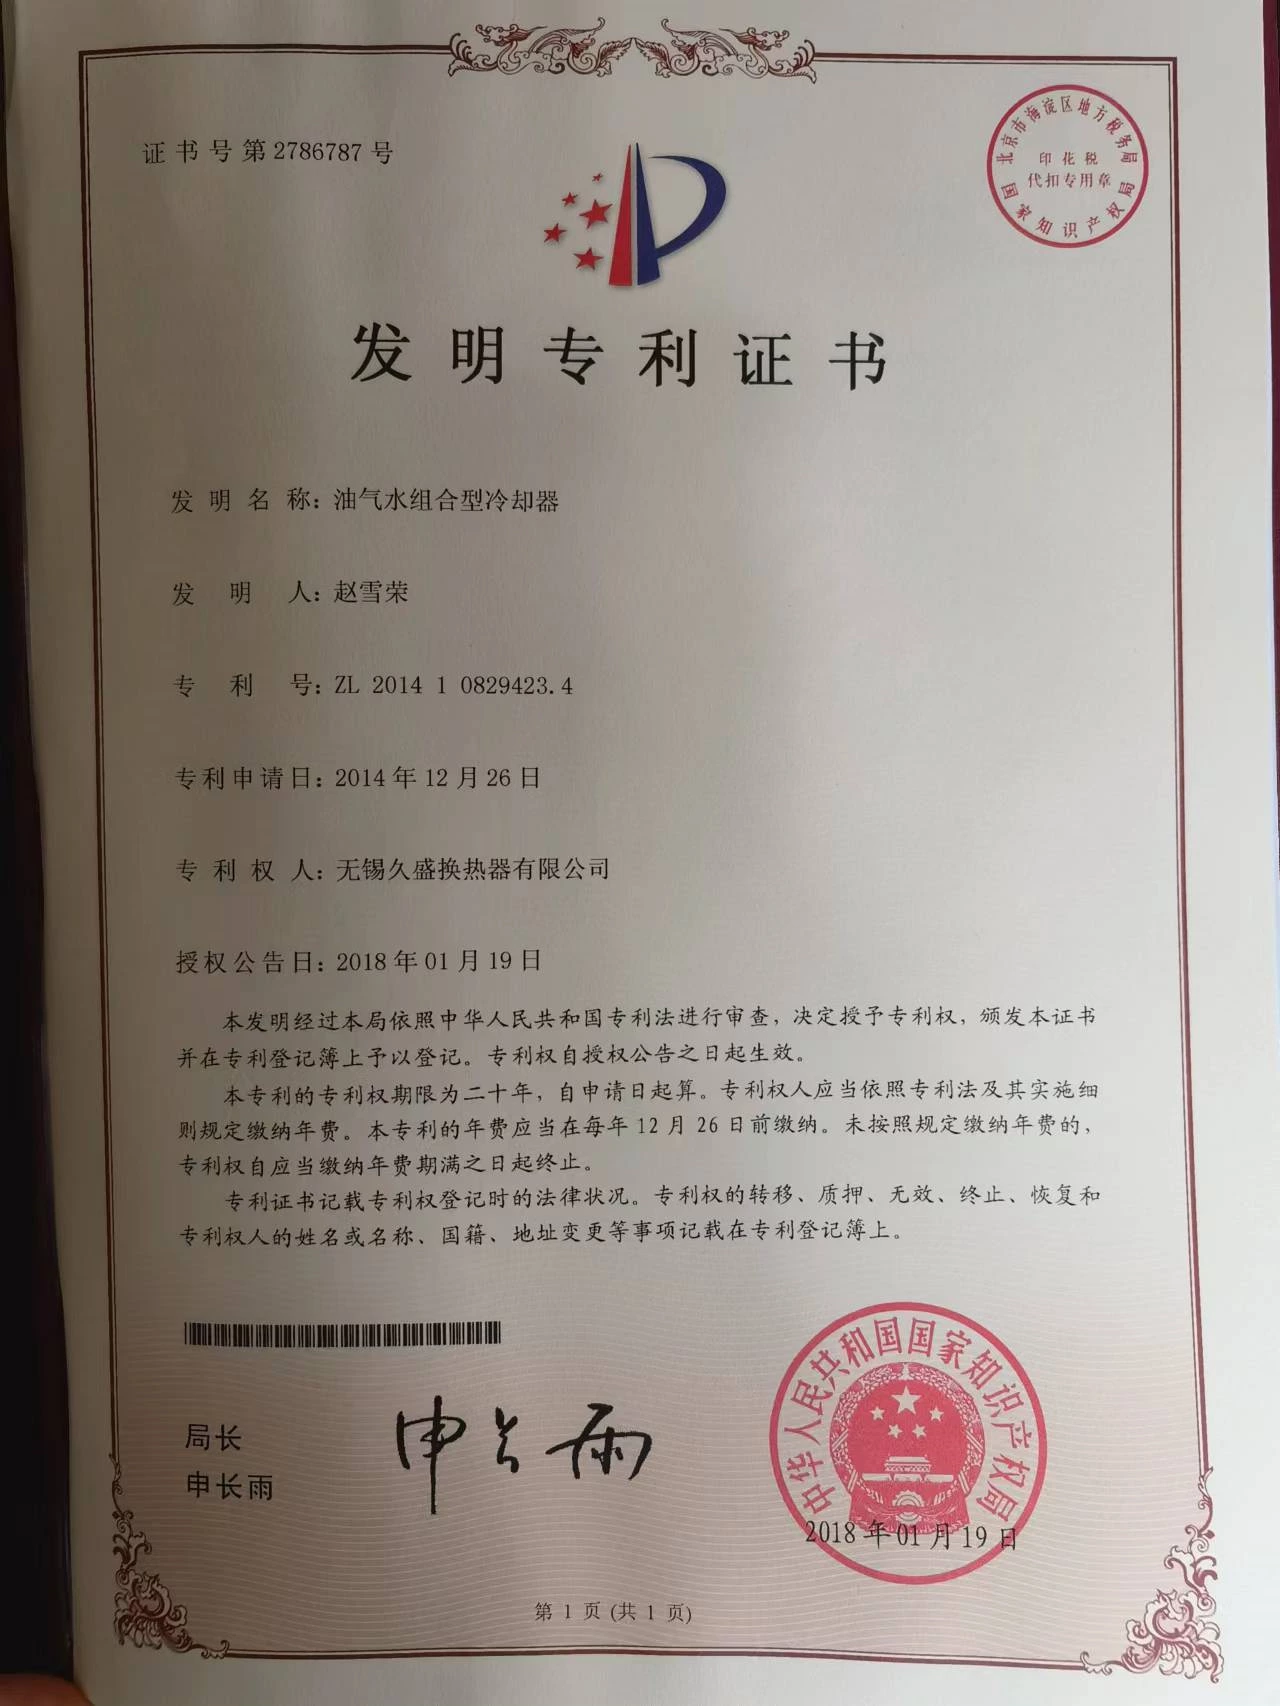 证书号第2786787号
北京市海淀区地方税务局
印花税
代扣专用章
国家知识产权局
发明专利证书
发明名称：油气水组合型冷却器
发明人：赵雪荣
专利号：ZL 2014 1 0829423.4
专利申请日：2014年12月26日
专利权人：无锡久盛换热器有限公司
授权公告日：2018年01月19日
本发明经过本局依照中华人民共和国专利法进行审查，决定授予专利权，颁发本证书
并在专利登记簿上予以登记。专利权自授权公告之日起生效。
本专利的专利权期限为二十年，自申请日起算。专利权人应当依照专利法及其实施细
则规定缴纳年费。本专利的年费应当在每年12月26日前缴纳。未按照规定缴纳年费的，
专利权自应当缴纳年费期满之日起终止。
专利证书记载专利权登记时的法律状况。专利权的转移、质押、无效、终止、恢复和
专利权人的姓名或名称、国籍、地址变更等事项记载在专利登记簿上。
局长
申长雨
申长雨
中华人民共和国国家知识产权局
2018年01月19日
第1页(共1页)